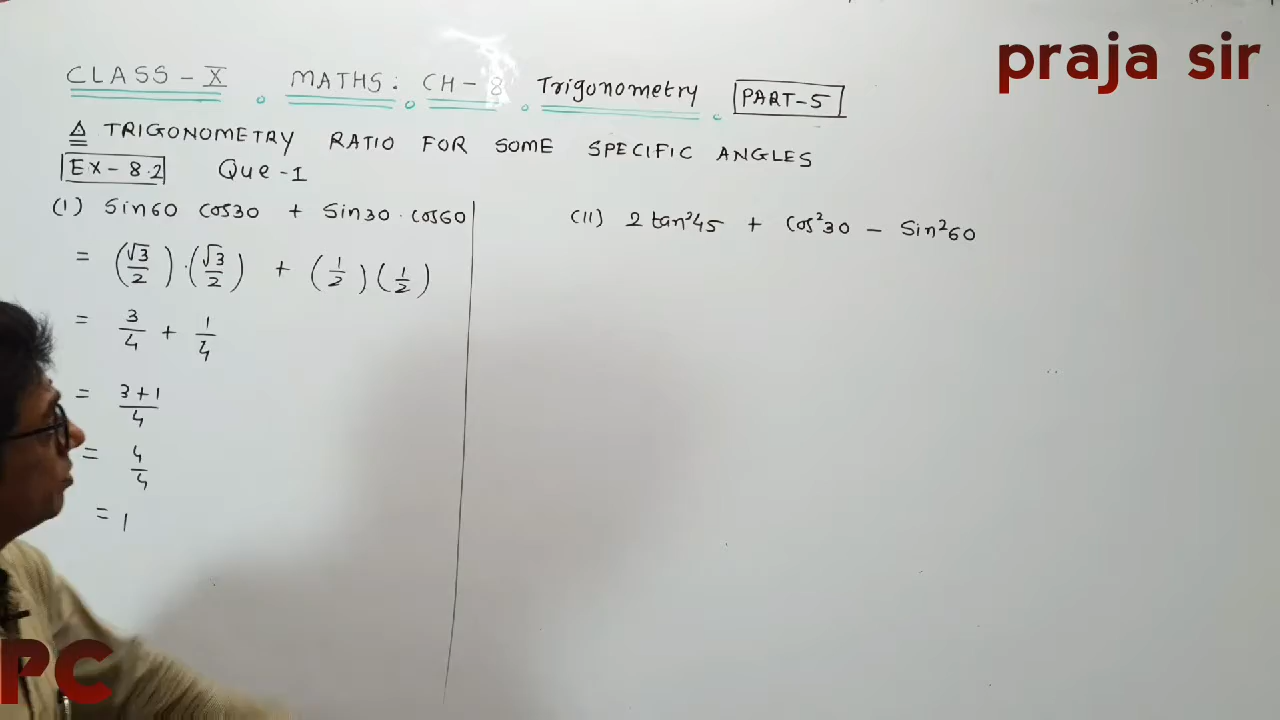 praja sir
CLASS - X . MATHS: CH - 8 . Trigonometry . PART-5
△ TRIGONOMETRY RATIO FOR SOME SPECIFIC ANGLES
EX-8.2 Que-1
(I) Sin60 cos30 + Sin30 . cos60
= (√3/2) . (√3/2) + (1/2) (1/2)
= 3/4 + 1/4
= 3+1/4
= 4/4
= 1
(II) 2 tan²45 + Cos²30 - Sin²60
PC